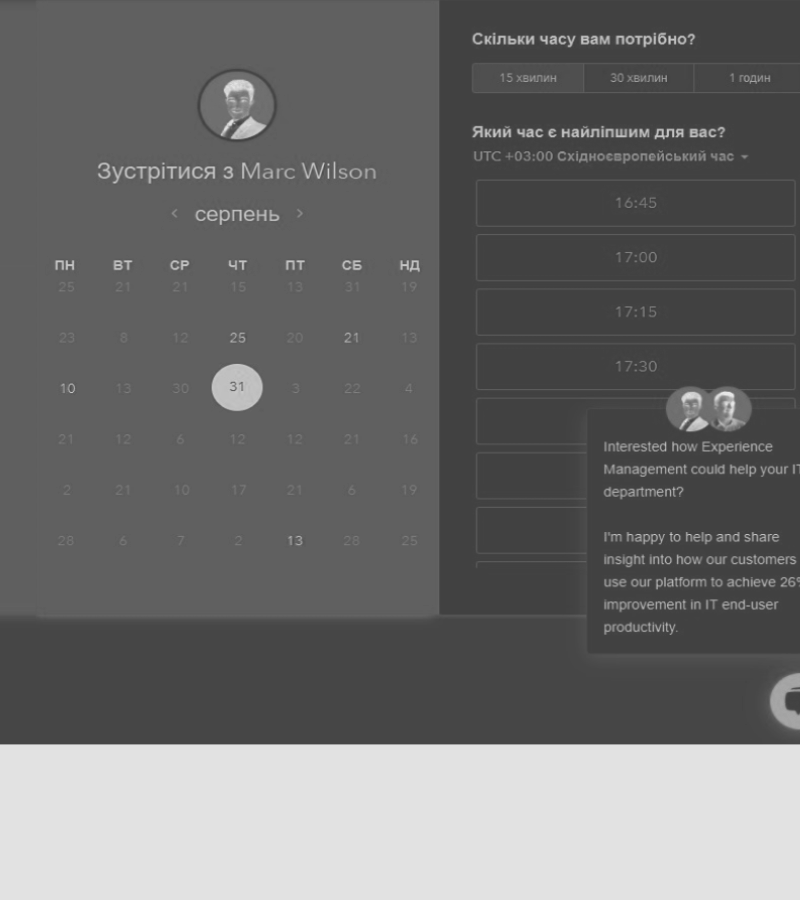 Зустрітися з Marc Wilson
серпень
ПН ВТ СР ЧТ ПТ СБ НД
25 21 21 15 13 31 19
23 8 12 25 20 21 13
10 13 30 31 3 22 4
21 12 6 12 12 21 16
2 21 10 17 21 6 19
28 6 7 2 13 28 25
Скільки часу вам потрібно?
15 хвилин 30 хвилин 1 годин
Який час є найліпшим для вас?
UTC +03:00 Східноєвропейський час
16:45
17:00
17:15
17:30
Interested how Experience
Management could help your IT
department?
I'm happy to help and share
insight into how our customers
use our platform to achieve 26%
improvement in IT end-user
productivity.